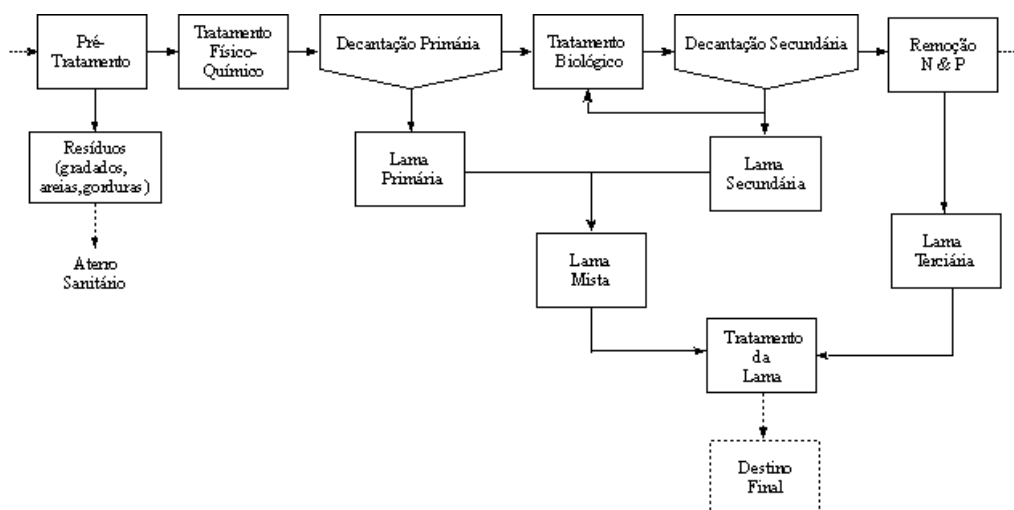 Pré-
Tratamento
Tratamento
Físico-
Químico
Decantação Primária
Tratamento
Biológico
Decantação Secundária
Remoção
N & P
Resíduos
(gradados,
areias,gorduras)
Lama
Primária
Lama
Secundária
Aterro
Sanitário
Lama
Mista
Lama
Terciária
Tratamento
da
Lama
Destino
Final